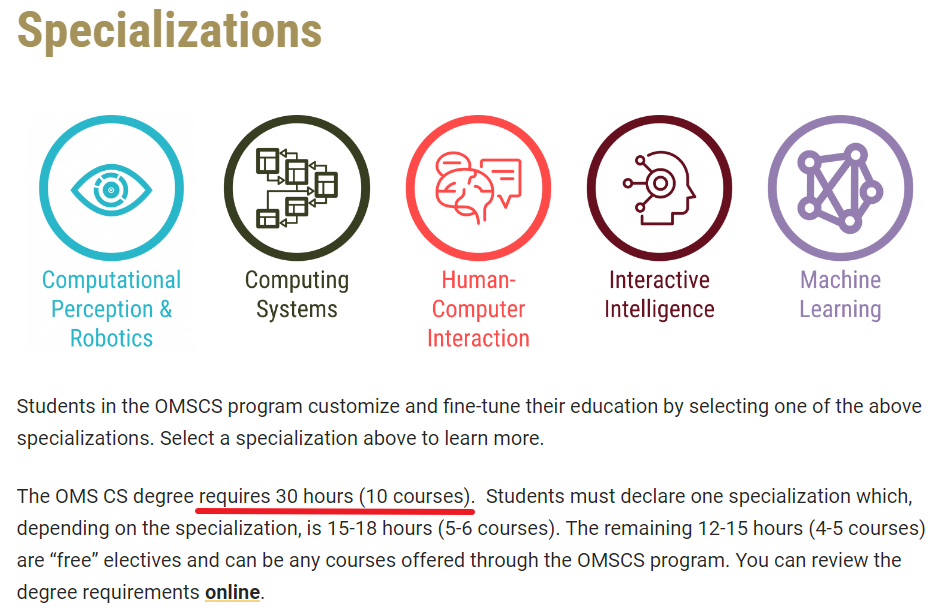 Specializations
Computational
Perception &
Robotics
Computing
Systems
Human-
Computer
Interaction
Interactive
Intelligence
Machine
Learning
Students in the OMSCS program customize and fine-tune their education by selecting one of the above
specializations. Select a specialization above to learn more.
The OMS CS degree requires 30 hours (10 courses).  Students must declare one specialization which,
depending on the specialization, is 15-18 hours (5-6 courses). The remaining 12-15 hours (4-5 courses)
are “free” electives and can be any courses offered through the OMSCS program. You can review the
degree requirements online.